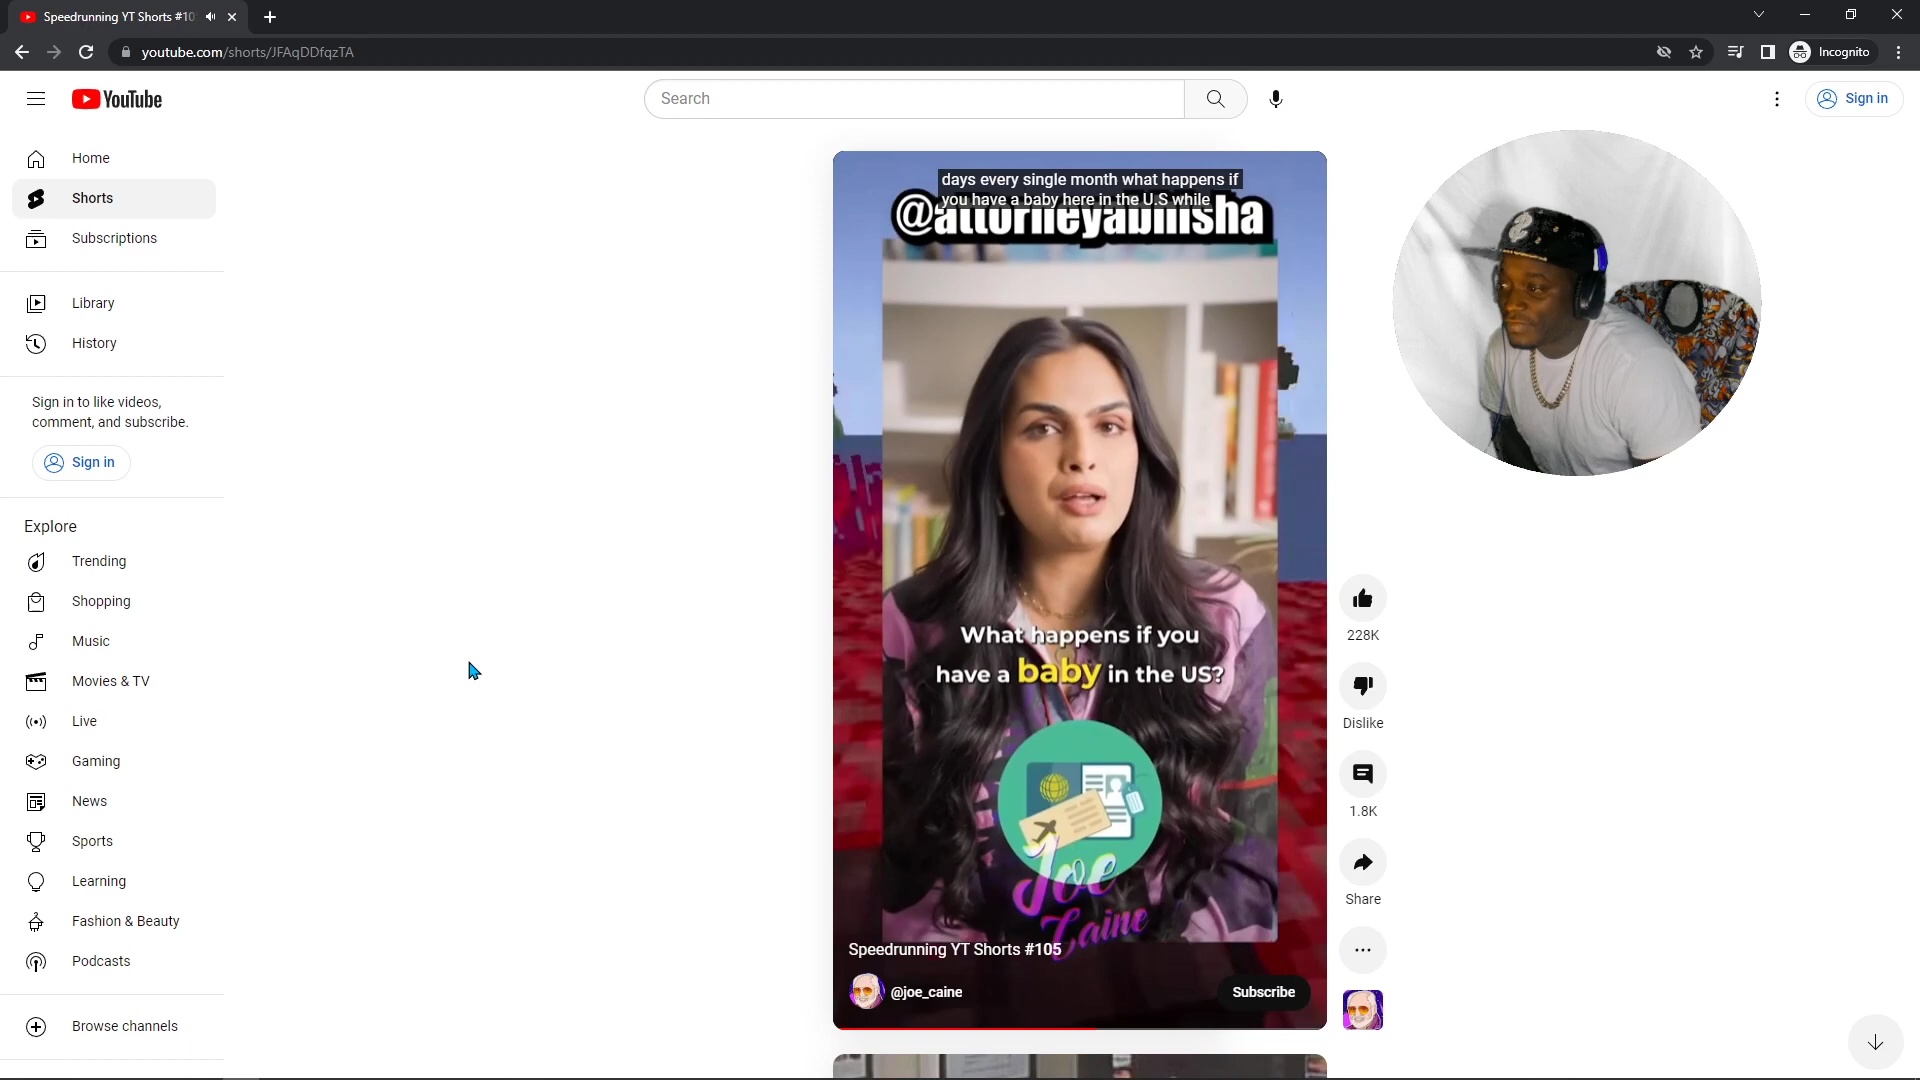 Speedrunning YT Shorts #10
youtube.com/shorts/JFAqDDfqzTA
Incognito
YouTube
Search
Sign in
Home
Shorts
Subscriptions
Library
History
Sign in to like videos,
comment, and subscribe.
Sign in
Explore
Trending
Shopping
Music
Movies & TV
Live
Gaming
News
Sports
Learning
Fashion & Beauty
Podcasts
Browse channels
days every single month what happens if
you have a baby here in the U.S while
@attorneyabhisha
What happens if you
have a baby in the US?
Joe
Caine
Speedrunning YT Shorts #105
@joe_caine
Subscribe
228K
Dislike
1.8K
Share